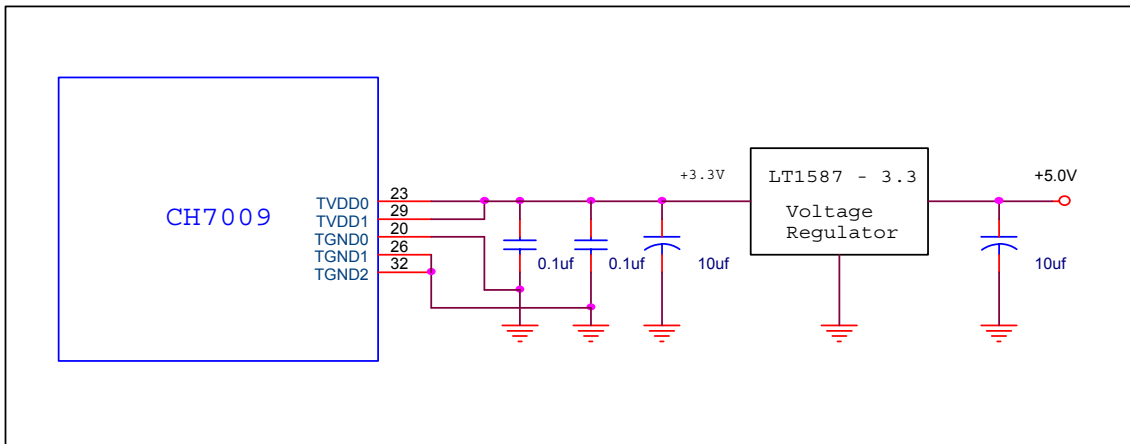 CH7009
TVDD0
TVDD1
TGND0
TGND1
TGND2
23
29
20
26
32
+3.3V
0.1uf
0.1uf
10uf
LT1587 - 3.3
Voltage
Regulator
+5.0V
10uf